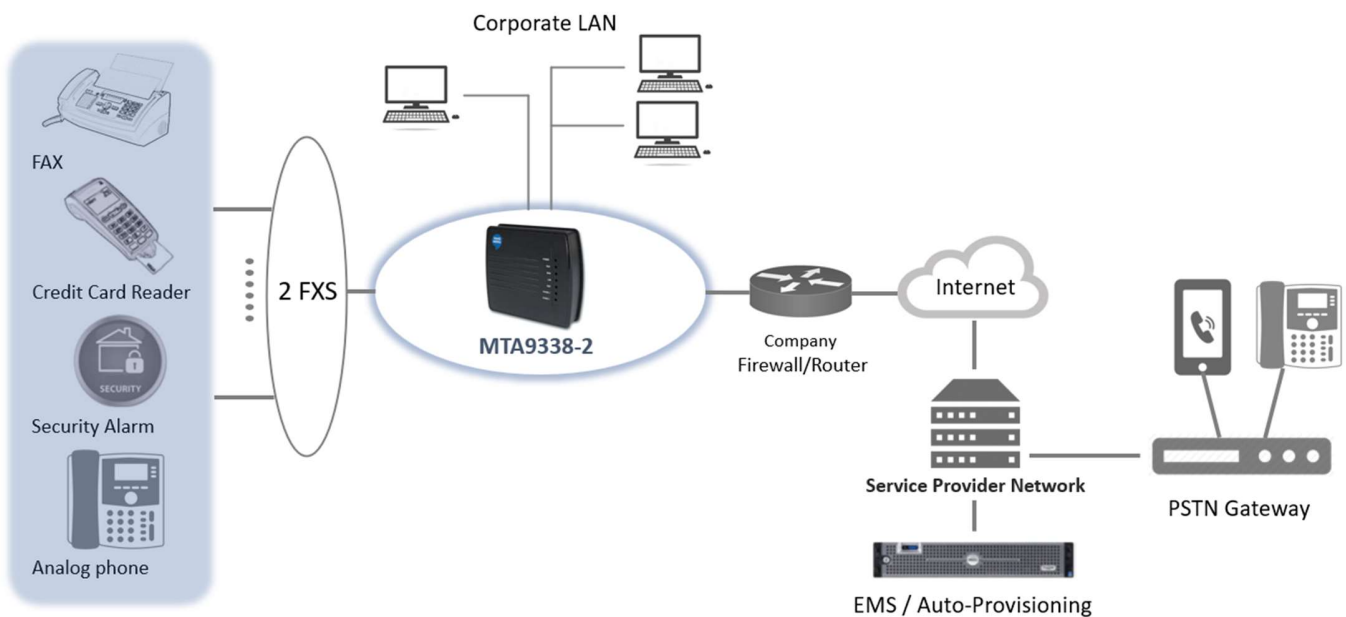 Corporate LAN
FAX
Credit Card Reader
SECURITY
Security Alarm
Analog phone
2 FXS
MTA9338-2
Company
Firewall/Router
Internet
Service Provider Network
EMS / Auto-Provisioning
PSTN Gateway